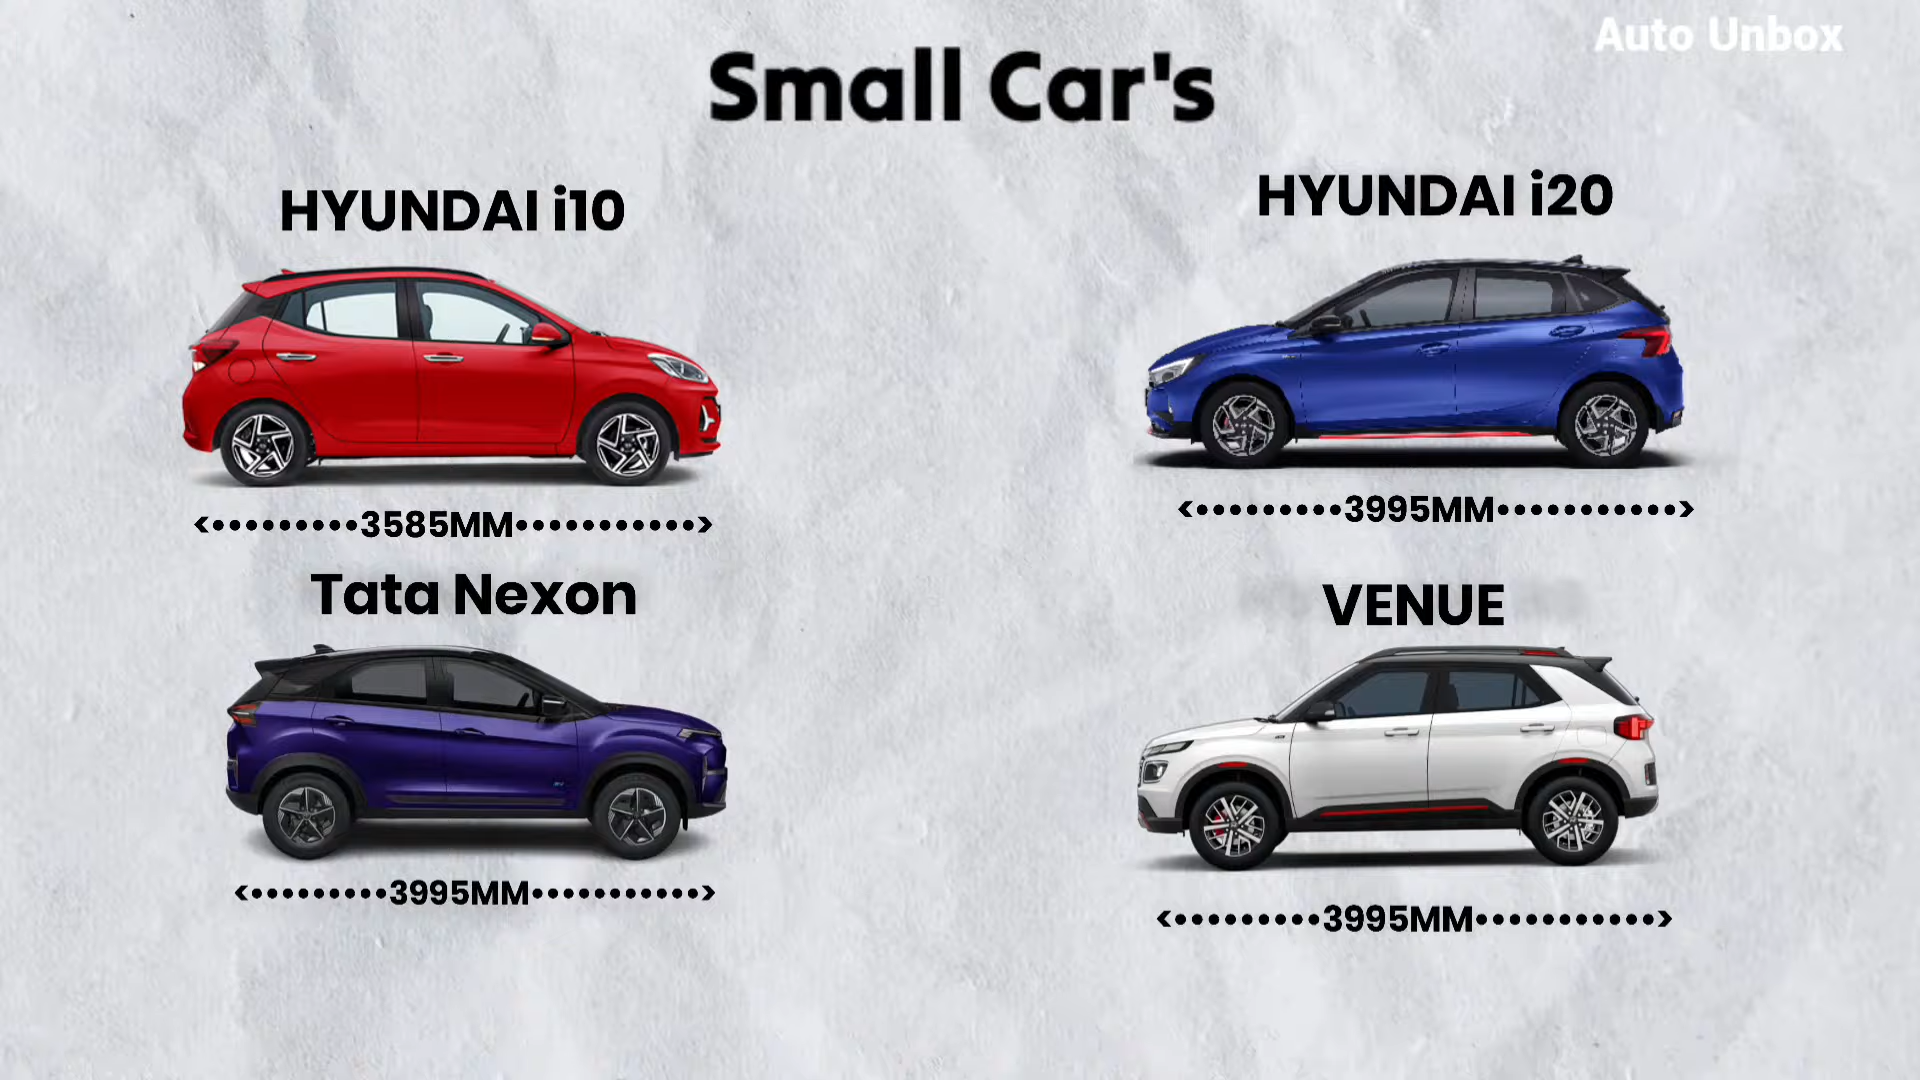 Auto Unbox
Small Car's
HYUNDAI i10
HYUNDAI i20
3585MM
3995MM
Tata Nexon
VENUE
3995MM
3995MM